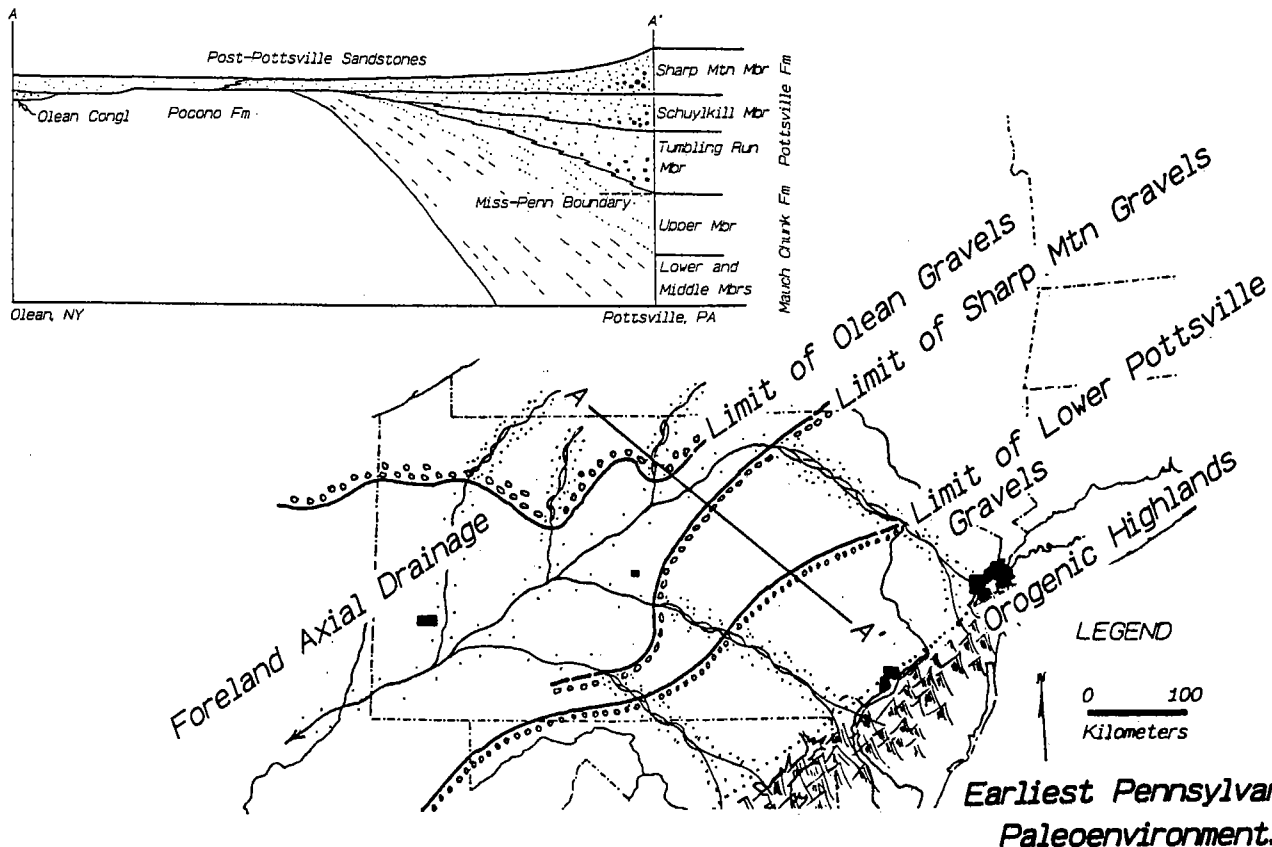 A
A'
Post-Pottsville Sandstones
Sharp Mtn Mbr
Olean Congl
Pocono Fm
Schuylkill Mbr
Tumbling Run
Mbr
Miss-Penn Boundary
Upper Mbr
Lower and
Middle Mbrs
Olean, NY
Pottsville, PA
Pottsville Fm
Mauch Chunk Fm
Limit of Olean Gravels
Limit of Sharp Mtn Gravels
Limit of Lower Pottsville
Gravels
Orogenic Highlands
Foreland Axial Drainage
A
A'
LEGEND
N
0 100
Kilometers
Earliest Pennsylvan
Paleoenvironment.